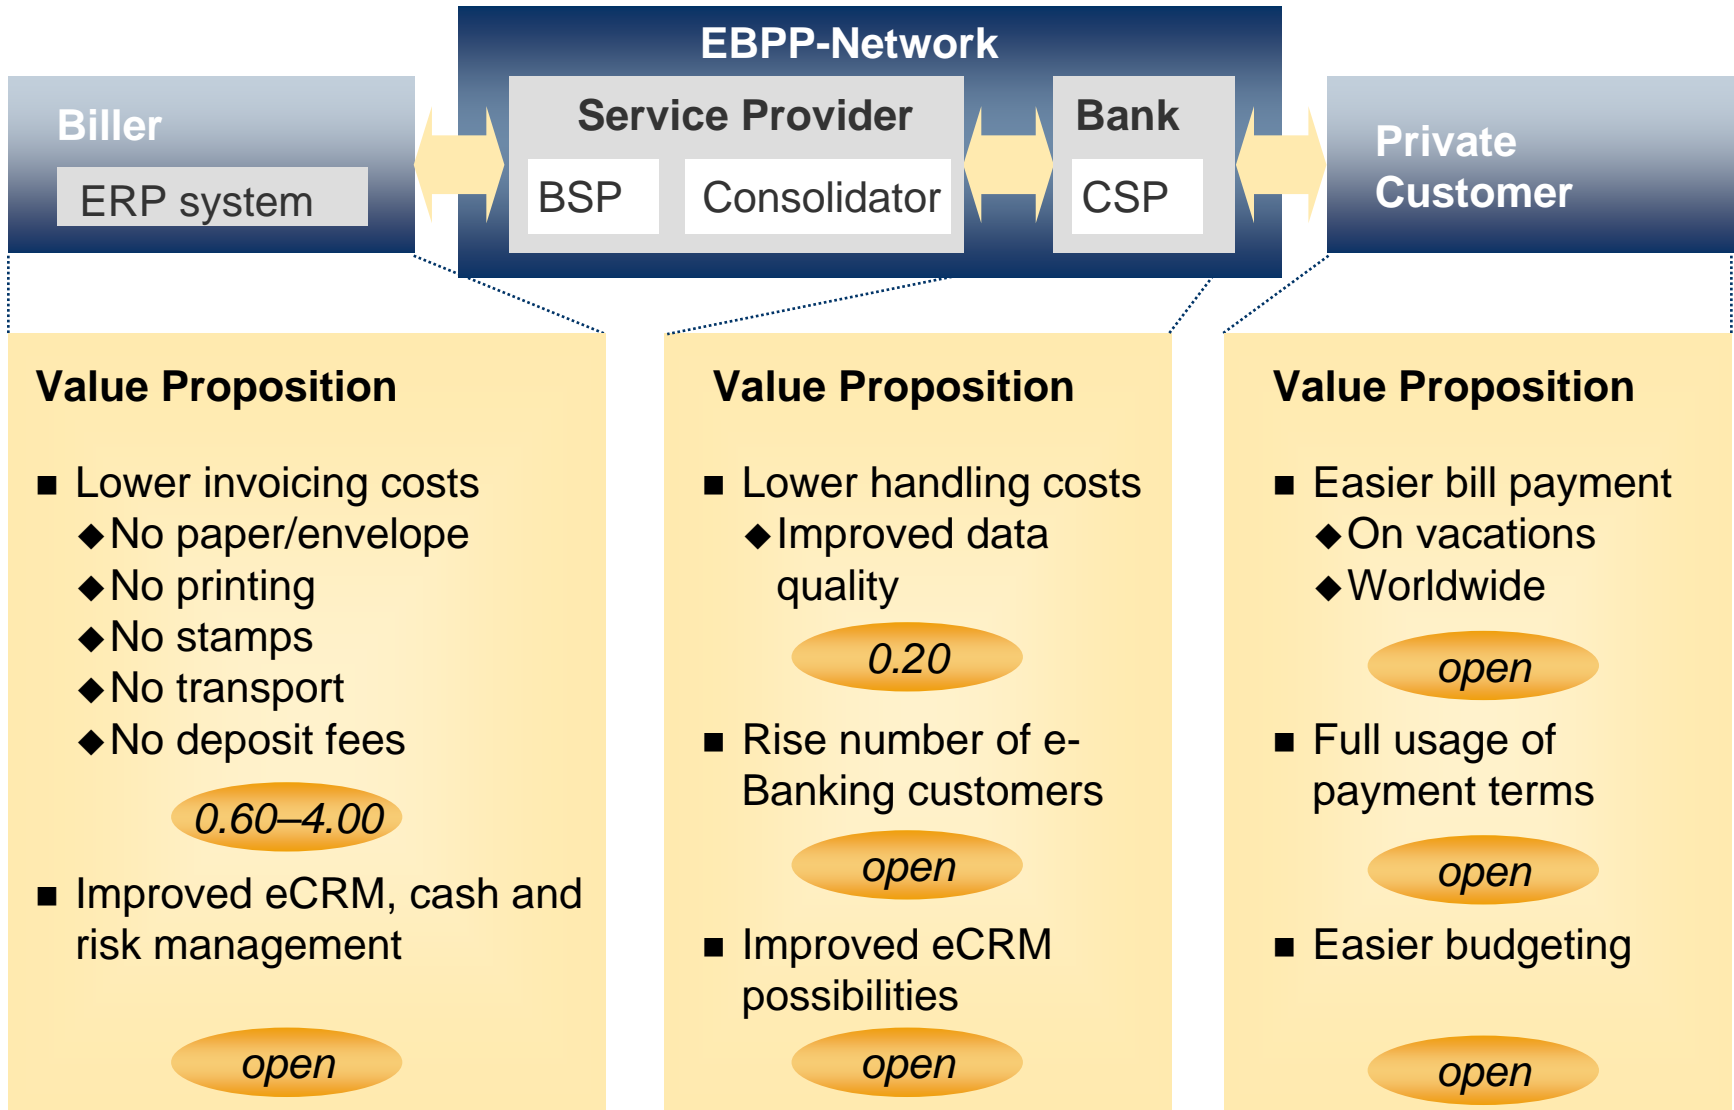 EBPP-Network
Biller
ERP system
Service Provider
BSP
Consolidator
Bank
CSP
Private
Customer
Value Proposition
■ Lower invoicing costs
◆No paper/envelope
◆No printing
◆No stamps
◆No transport
◆No deposit fees
0.60–4.00
■ Improved eCRM, cash and
risk management
open
Value Proposition
■ Lower handling costs
◆Improved data
quality
0.20
■ Rise number of e-
Banking customers
open
■ Improved eCRM
possibilities
open
Value Proposition
■ Easier bill payment
◆On vacations
◆Worldwide
open
■ Full usage of
payment terms
open
■ Easier budgeting
open